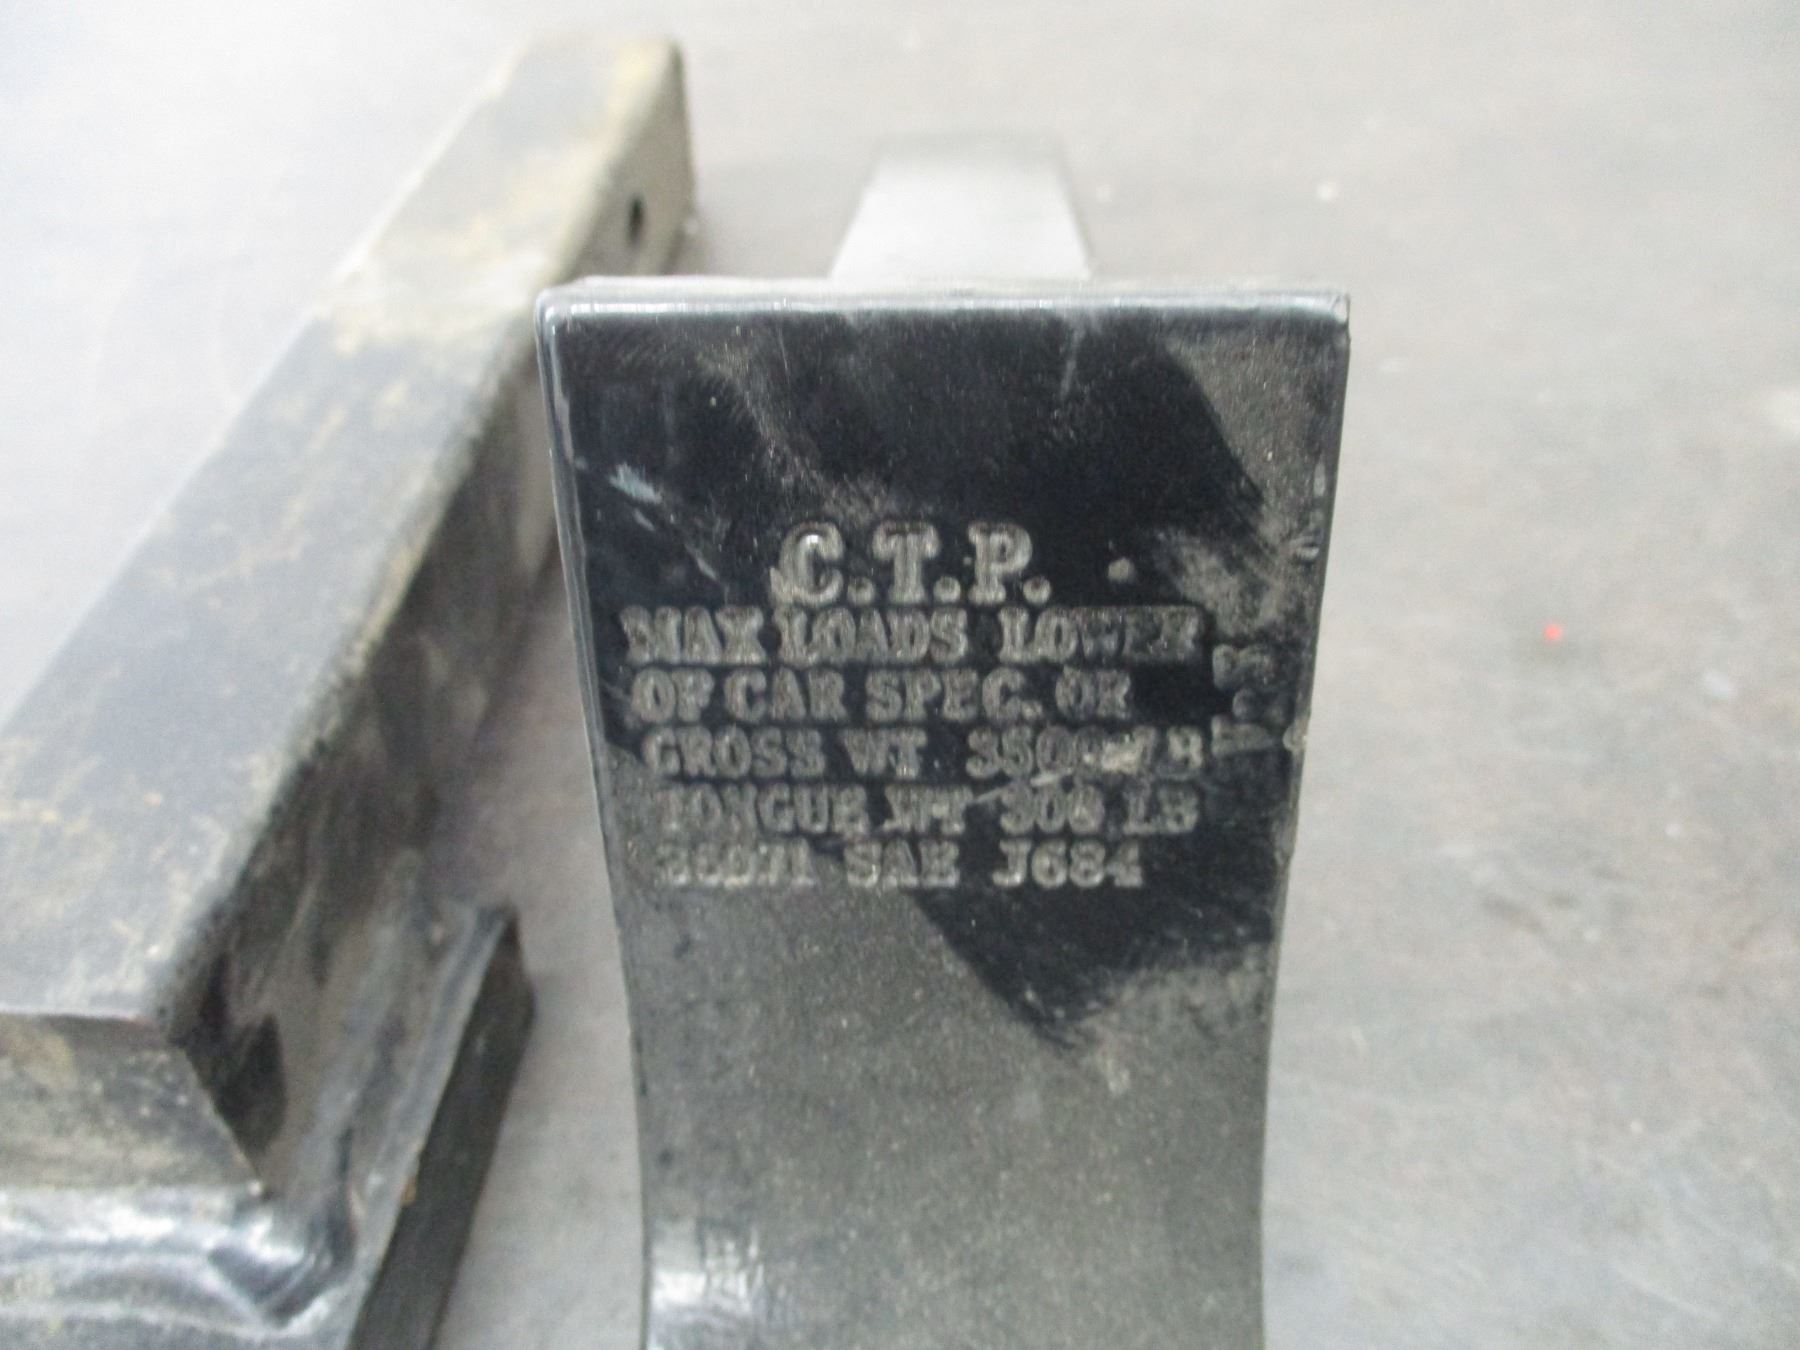 C.T.P.
MAX LOADS LOWER
OF CAR SPEC. OR
GROSS WT 3500 LB
TONGUE WT 300 LB
SAE J684